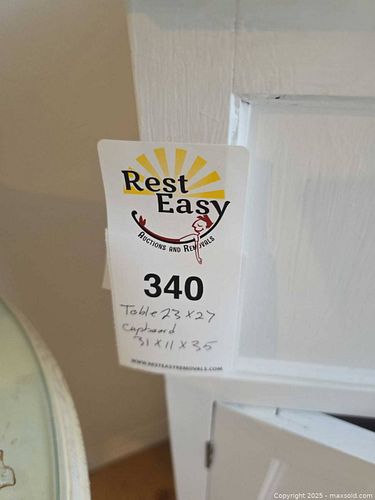 Rest
Easy
Auctions and Removals
340
Table 23 x 27
Cupboard
31 x 11 x 35
www.resteasyremovals.com
Copyright 2025 - maxsold.com